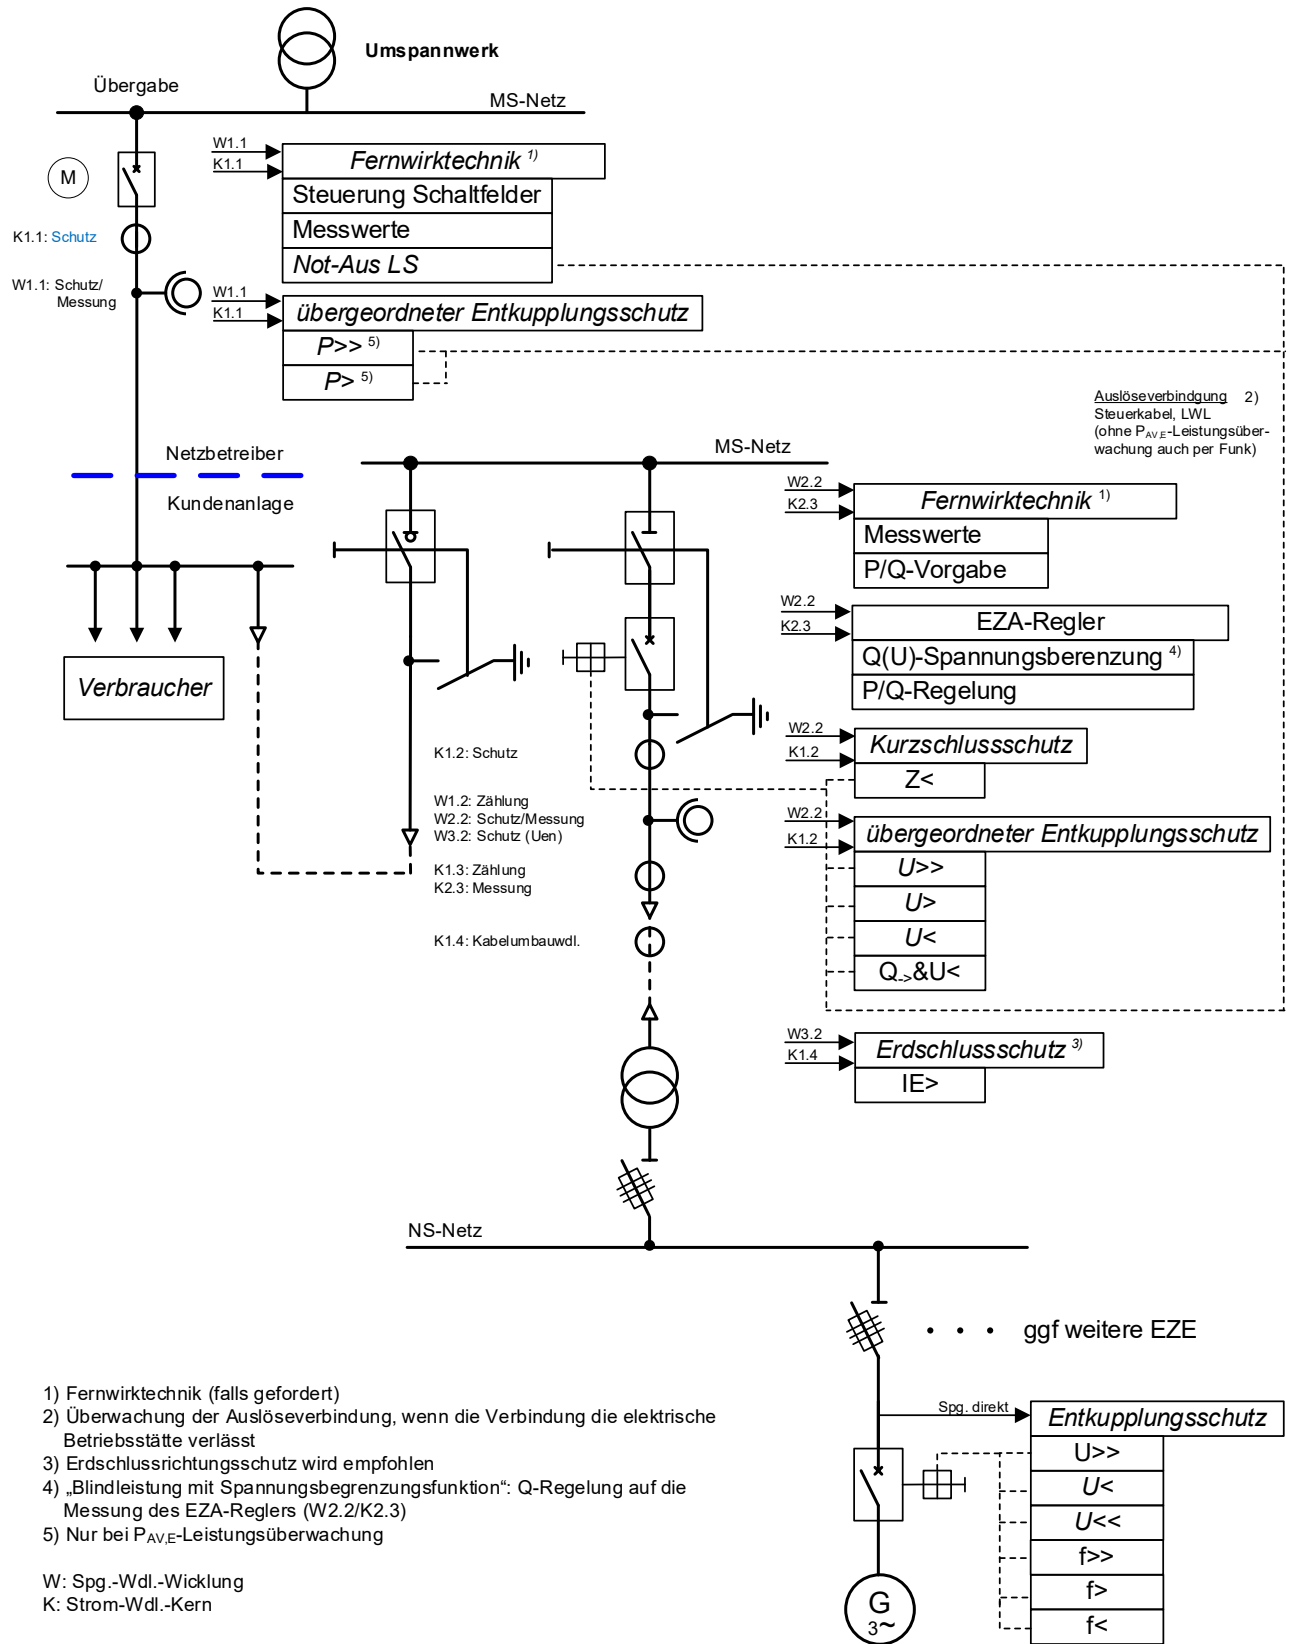 Umspannwerk
Übergabe
MS-Netz
W1.1
K1.1
Fernwirktechnik 1)
M
Steuerung Schaltfelder
Messwerte
Not-Aus LS
K1.1: Schutz
W1.1: Schutz/
Messung
W1.1
K1.1
übergeordneter Entkupplungsschutz
P>> 5)
P> 5)
Auslöseverbindgung 2)
Steuerkabel, LWL
(ohne PAV,E-Leistungsüber-
wachung auch per Funk)
Netzbetreiber
Kundenanlage
MS-Netz
W2.2
K2.3
Fernwirktechnik 1)
Messwerte
P/Q-Vorgabe
W2.2
K2.3
EZA-Regler
Q(U)-Spannungsberenzung 4)
P/Q-Regelung
Verbraucher
W2.2
K1.2
Kurzschlussschutz
Z<
K1.2: Schutz
W1.2: Zählung
W2.2: Schutz/Messung
W3.2: Schutz (Uen)
K1.3: Zählung
K2.3: Messung
K1.4: Kabelumbauwdl.
W2.2
K1.2
übergeordneter Entkupplungsschutz
U>>
U>
U<
Q->&U<
W3.2
K1.4
Erdschlussschutz 3)
IE>
NS-Netz
ggf weitere EZE
Spg. direkt
Entkupplungsschutz
U>>
U<
U<<
f>>
f>
f<
G
3~
1) Fernwirktechnik (falls gefordert)
2) Überwachung der Auslöseverbindung, wenn die Verbindung die elektrische
Betriebsstätte verlässt
3) Erdschlussrichtungsschutz wird empfohlen
4) „Blindleistung mit Spannungsbegrenzungsfunktion“: Q-Regelung auf die
Messung des EZA-Reglers (W2.2/K2.3)
5) Nur bei PAV,E-Leistungsüberwachung
W: Spg.-Wdl.-Wicklung
K: Strom-Wdl.-Kern